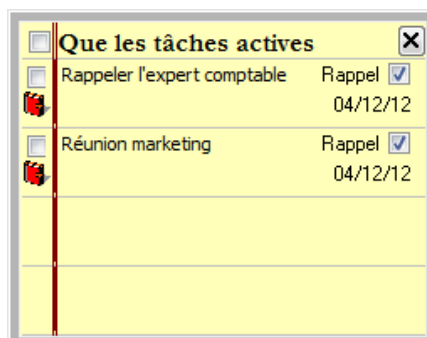 Que les tâches actives
Rappeler l'expert comptable Rappel
04/12/12
Réunion marketing Rappel
04/12/12